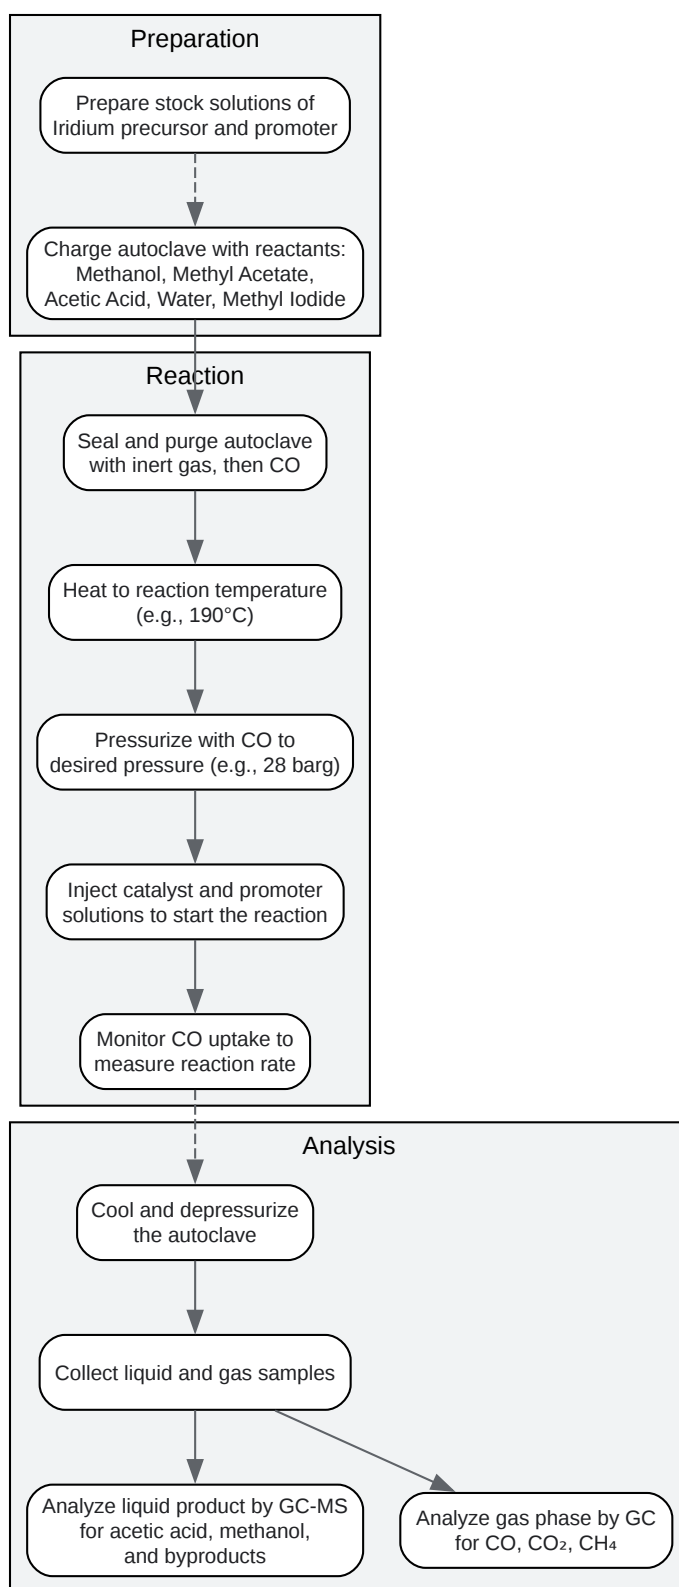 Preparation
Prepare stock solutions of
Iridium precursor and promoter
Charge autoclave with reactants:
Methanol, Methyl Acetate,
Acetic Acid, Water, Methyl Iodide
Reaction
Seal and purge autoclave
with inert gas, then CO
Heat to reaction temperature
(e.g., 190°C)
Pressurize with CO to
desired pressure (e.g., 28 barg)
Inject catalyst and promoter
solutions to start the reaction
Monitor CO uptake to
measure reaction rate
Analysis
Cool and depressurize
the autoclave
Collect liquid and gas samples
Analyze liquid product by GC-MS
for acetic acid, methanol,
and byproducts
Analyze gas phase by GC
for CO, CO₂, CH₄